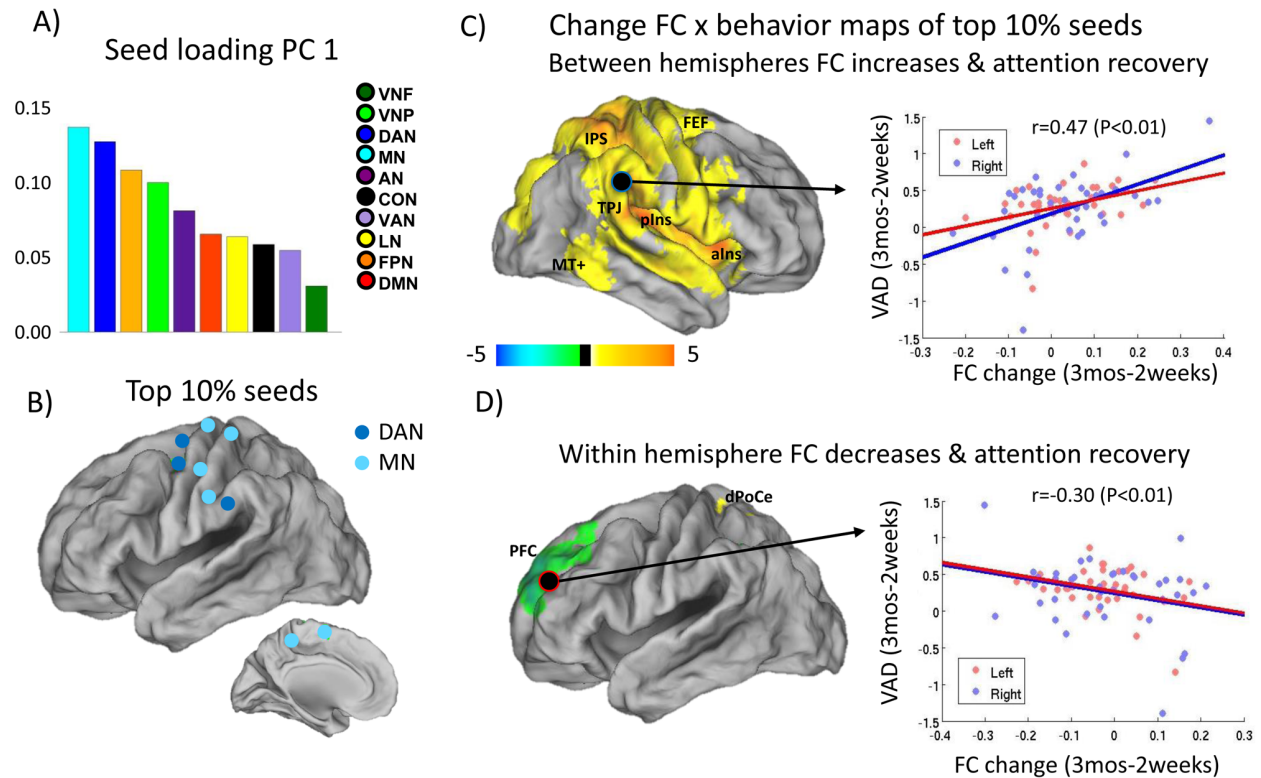 A)
Seed loading PC 1
0.15
0.10
0.05
0.00
VNF
VNP
DAN
MN
AN
CON
VAN
LN
FPN
DMN
B)
Top 10% seeds
DAN
MN
C)
Change FC x behavior maps of top 10% seeds
Between hemispheres FC increases & attention recovery
IPS
FEF
TPJ
pIns
aIns
MT+
-5
5
r=0.47 (P<0.01)
Left
Right
VAD (3mos-2weeks)
1.5
1
0.5
0
0.5
-1
-1.5
-0.3
-0.2
-0.1
0
0.1
0.2
0.3
0.4
FC change (3mos-2weeks)
D)
Within hemisphere FC decreases & attention recovery
dPoCe
PFC
r=-0.30 (P<0.01)
Left
Right
VAD (3mos-2weeks)
1.5
1
0.5
0
0.5
-1
-1.5
-0.4
-0.3
-0.2
-0.1
0
0.1
0.2
0.3
FC change (3mos-2weeks)